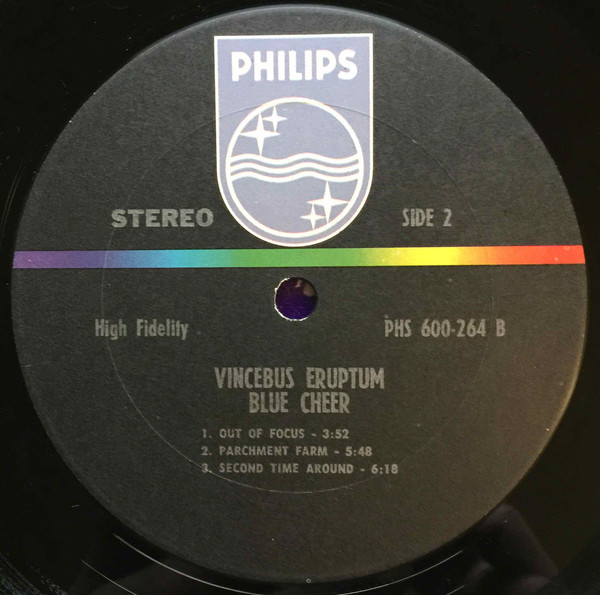 PHILIPS
STEREO
SIDE 2
High Fidelity
PHS 600-264 B
VINCEBUS ERUPTUM
BLUE CHEER
1. OUT OF FOCUS - 3:52
2. PARCHMENT FARM - 5:48
3. SECOND TIME AROUND - 6:18